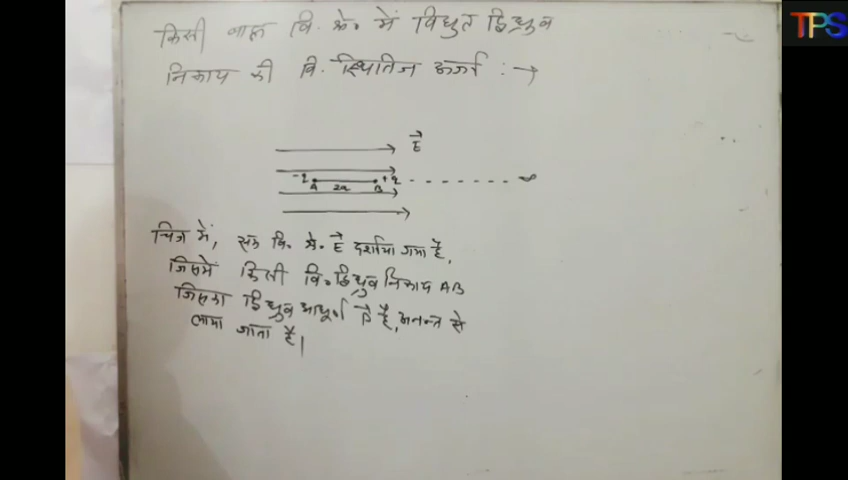 TPS
किसी बाह्य वि. क्षे. में विद्युत द्विध्रुव
निकाय की वि. स्थितिज ऊर्जा :→
E
-q +q ∞
A 2a B
चित्र में, एक वि. क्षे. E दर्शाया गया है,
जिसमें किसी वि. द्विध्रुव निकाय AB
जिसका द्विध्रुव आघूर्ण P है, अनन्त से
लाया जाता है।